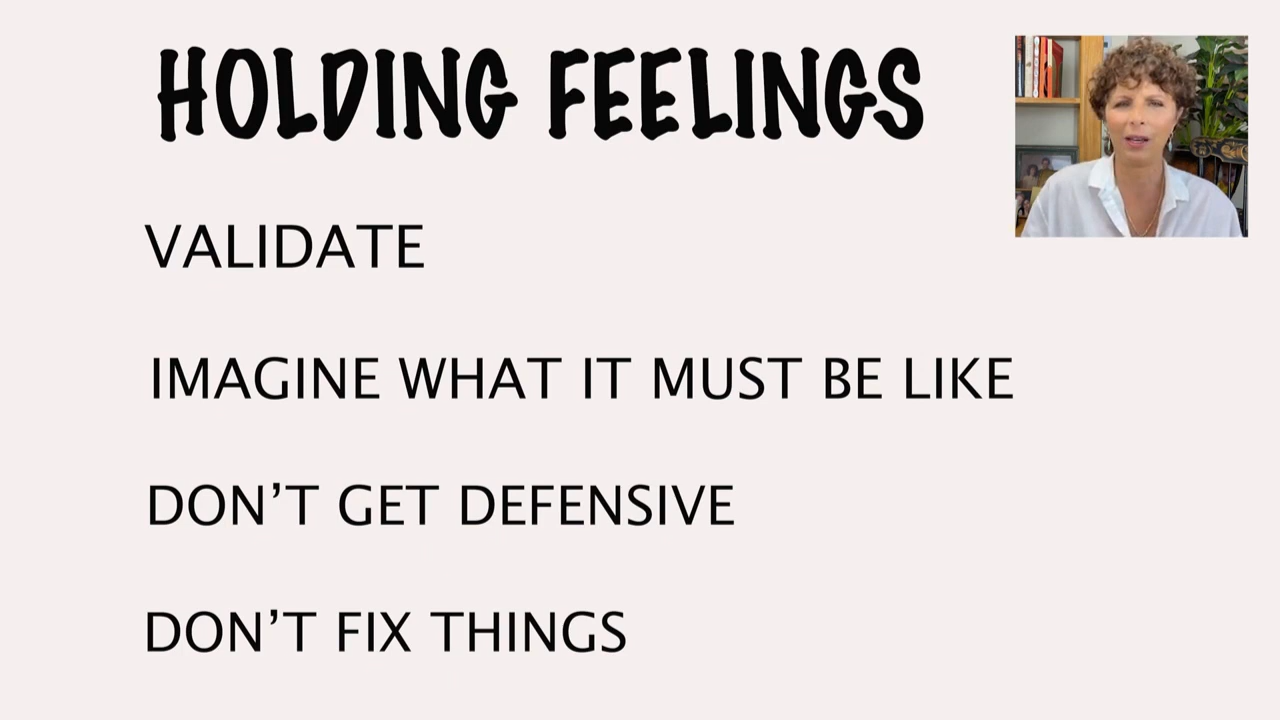 HOLDING FEELINGS
VALIDATE
IMAGINE WHAT IT MUST BE LIKE
DON’T GET DEFENSIVE
DON’T FIX THINGS